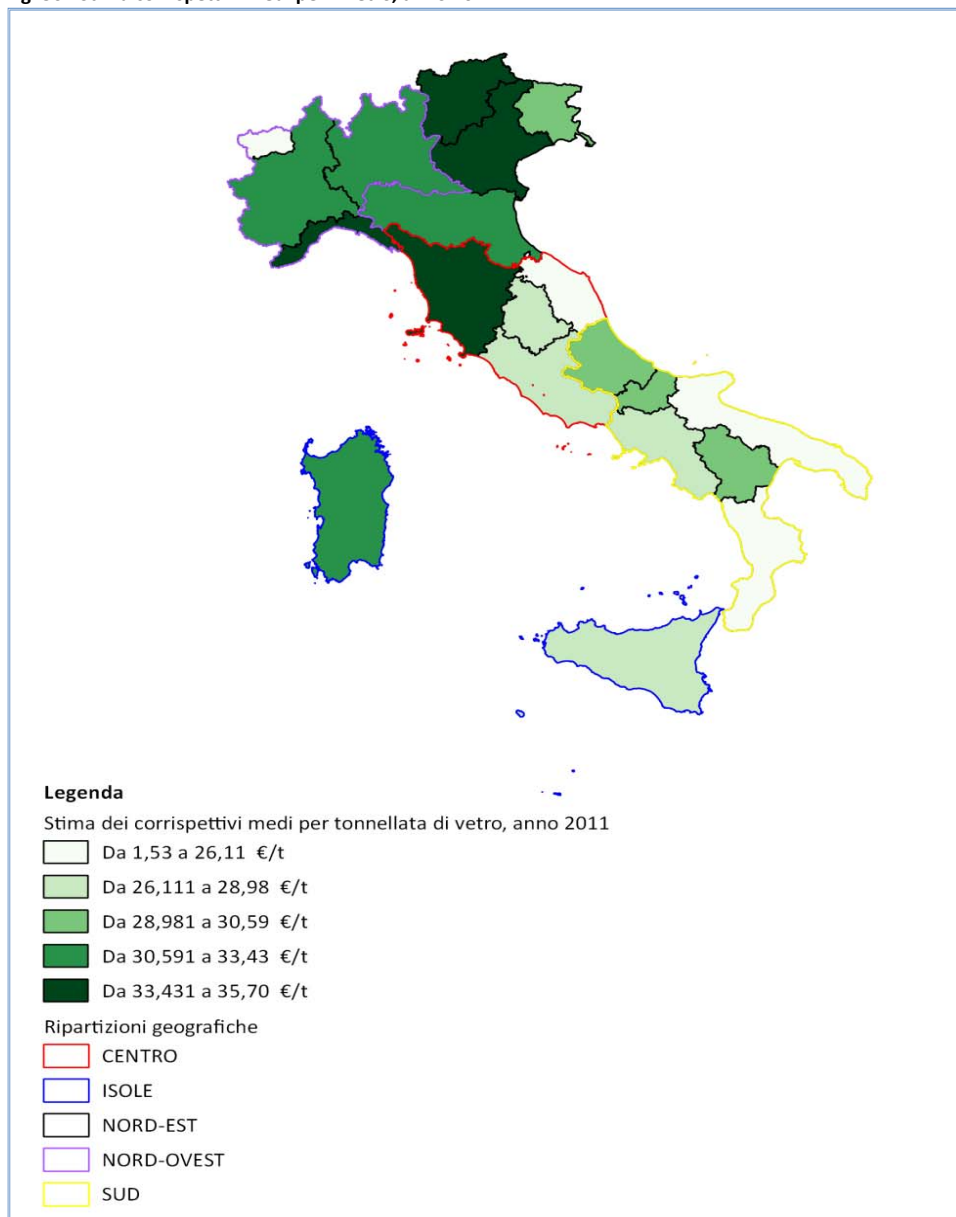 Legenda
Stima dei corrispettivi medi per tonnellata di vetro, anno 2011
Da 1,53 a 26,11 €/t
Da 26,111 a 28,98 €/t
Da 28,981 a 30,59 €/t
Da 30,591 a 33,43 €/t
Da 33,431 a 35,70 €/t
Ripartizioni geografiche
CENTRO
ISOLE
NORD-EST
NORD-OVEST
SUD